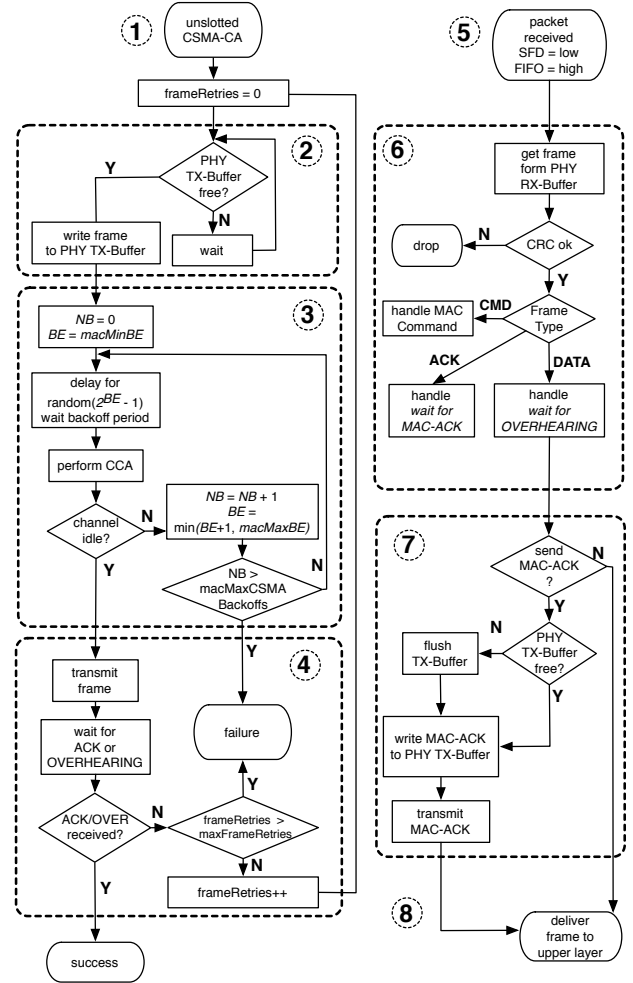 1
unslotted
CSMA-CA
frameRetries = 0
2
PHY
TX-Buffer
free?
Y
N
write frame
to PHY TX-Buffer
wait
3
NB = 0
BE = macMinBE
delay for
random(2^BE - 1)
wait backoff period
perform CCA
channel
idle?
N
Y
NB = NB + 1
BE =
min(BE+1, macMaxBE)
N
NB >
macMaxCSMA
Backoffs
Y
4
transmit
frame
wait for
ACK or
OVERHEARING
failure
Y
ACK/OVER
received?
N
Y
frameRetries >
maxFrameRetries
N
frameRetries++
success
5
packet
received
SFD = low
FIFO = high
6
get frame
form PHY
RX-Buffer
drop
N
CRC ok
Y
handle MAC
Command
CMD
Frame
Type
ACK
DATA
handle
wait for
MAC-ACK
handle
wait for
OVERHEARING
7
send
MAC-ACK
?
N
Y
flush
TX-Buffer
N
PHY
TX-Buffer
free?
Y
write MAC-ACK
to PHY TX-Buffer
transmit
MAC-ACK
8
deliver
frame to
upper layer